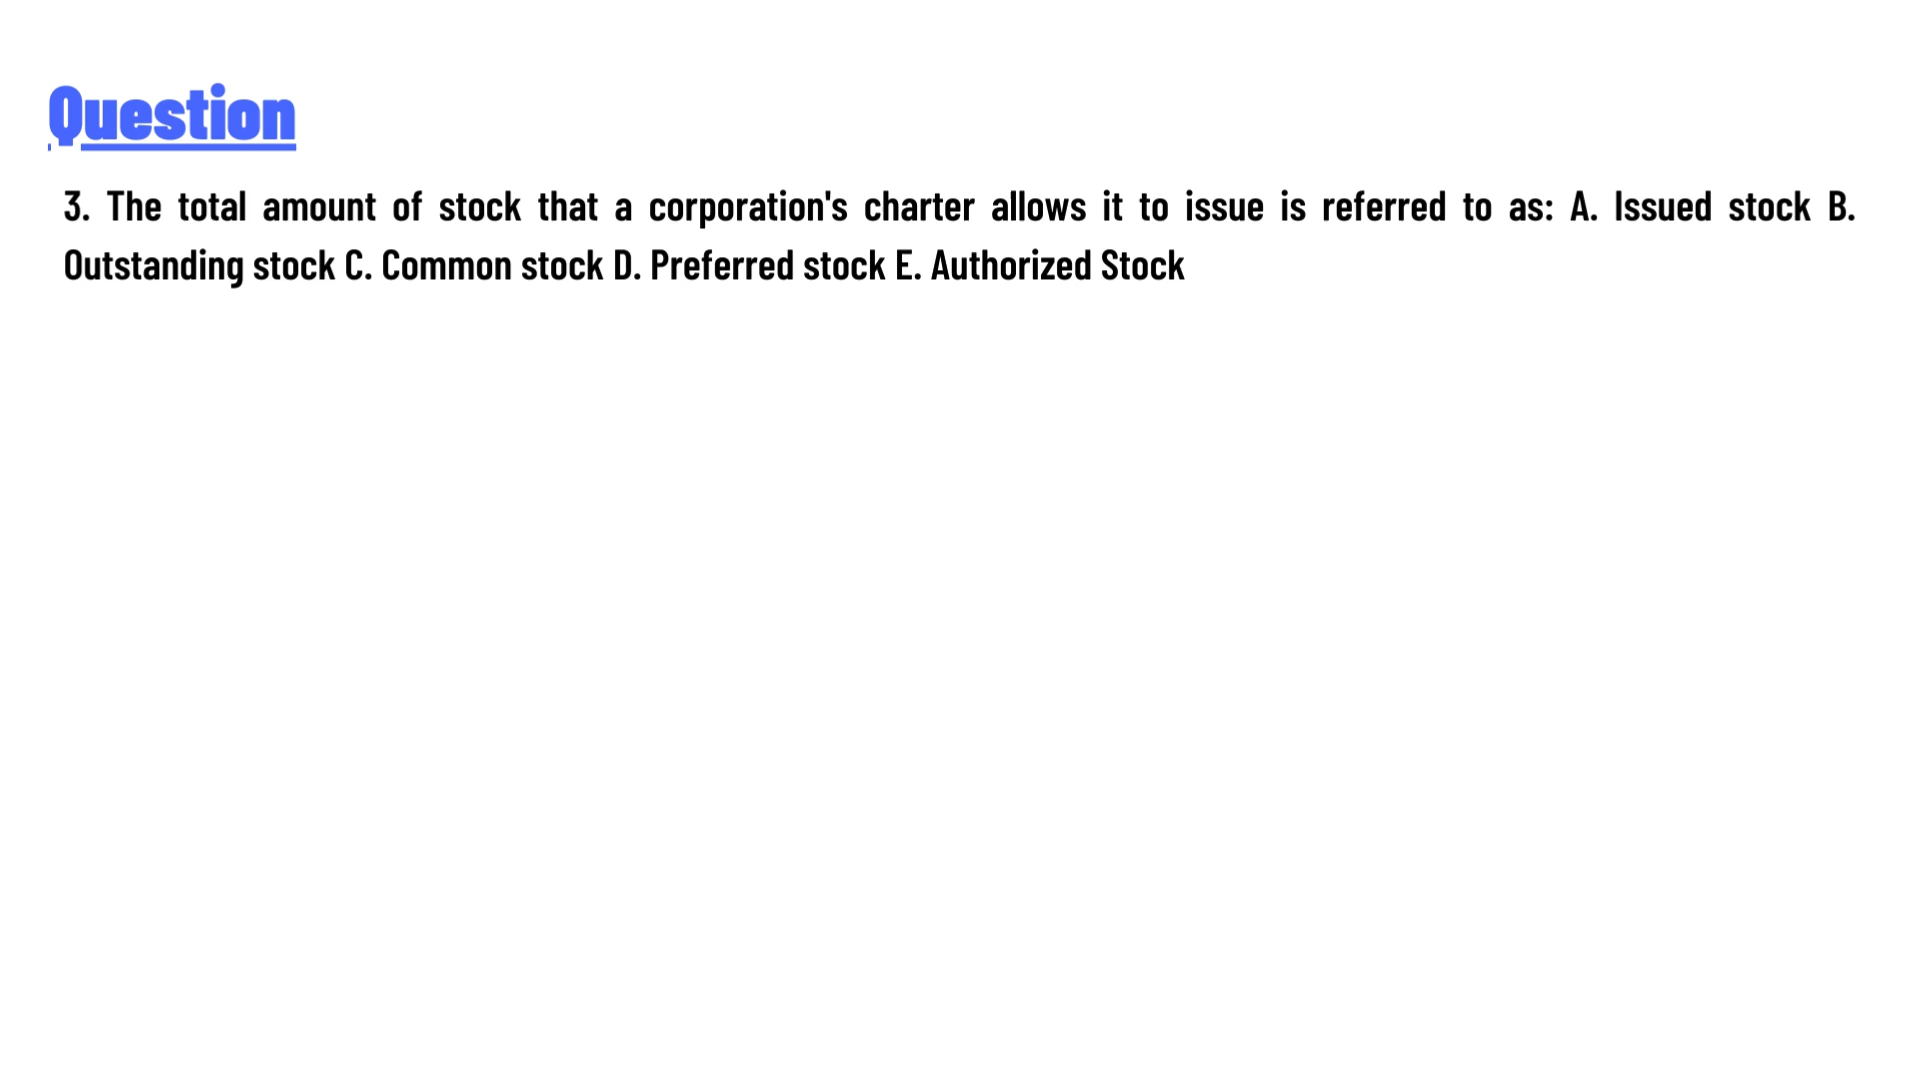 Question
3. The total amount of stock that a corporation's charter allows it to issue is referred to as: A. Issued stock B.
Outstanding stock C. Common stock D. Preferred stock E. Authorized Stock